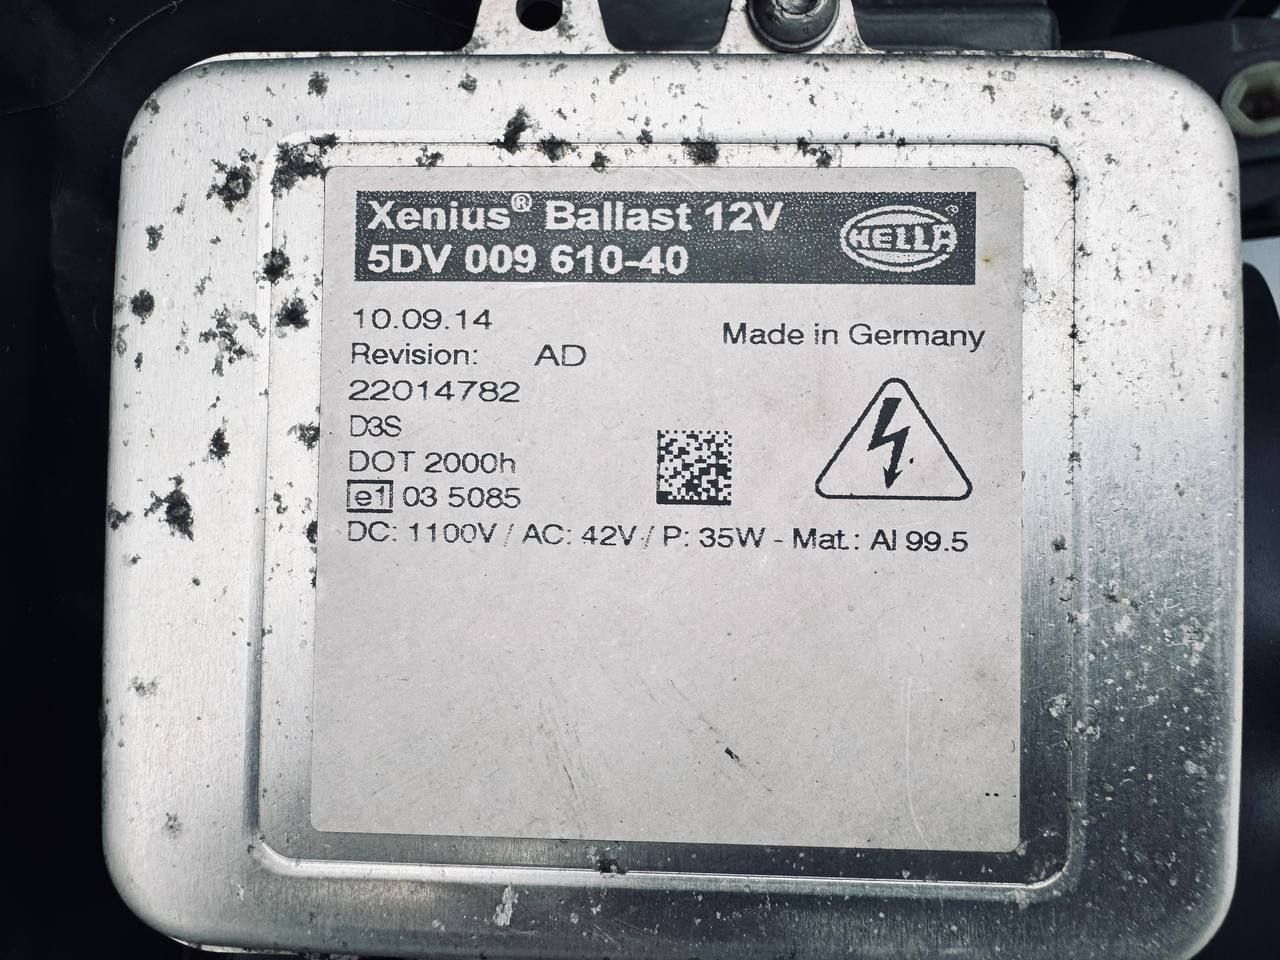 Xenius® Ballast 12V
5DV 009 610-40
HELLA®
10.09.14
Made in Germany
Revision: AD
22014782
D3S
DOT 2000h
e1 03 5085
DC: 1100V / AC: 42V / P: 35W - Mat.: Al 99.5